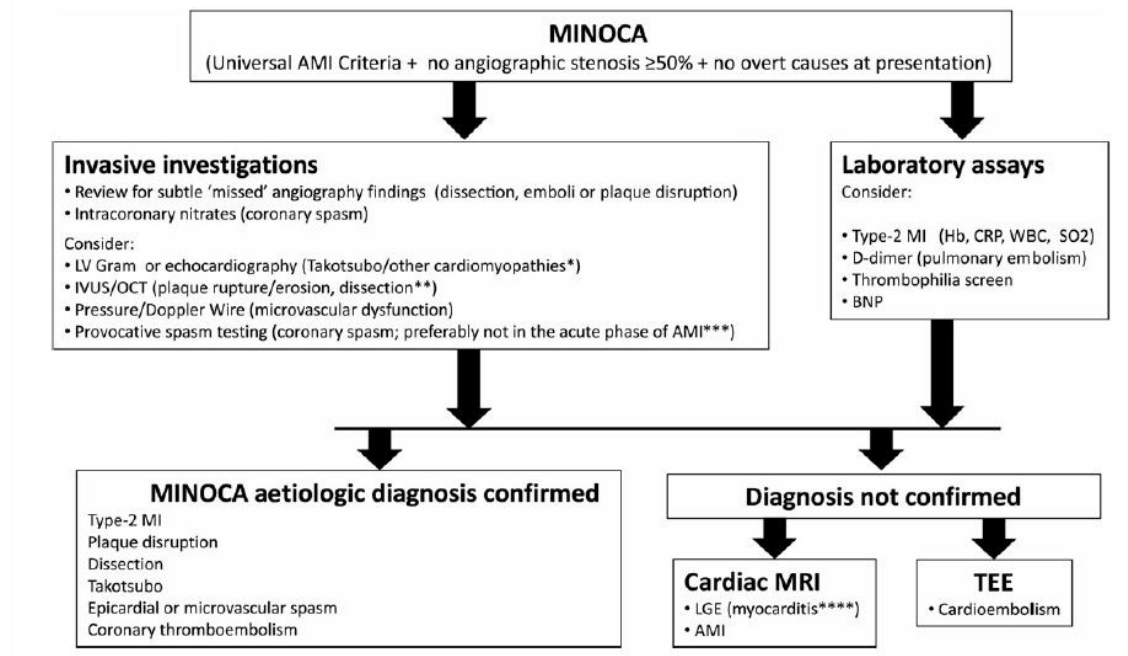 MINOCA
(Universal AMI Criteria + no angiographic stenosis ≥50% + no overt causes at presentation)
Invasive investigations
• Review for subtle ‘missed’ angiography findings (dissection, emboli or plaque disruption)
• Intracoronary nitrates (coronary spasm)
Consider:
• LV Gram or echocardiography (Takotsubo/other cardiomyopathies*)
• IVUS/OCT (plaque rupture/erosion, dissection**)
• Pressure/Doppler Wire (microvascular dysfunction)
• Provocative spasm testing (coronary spasm; preferably not in the acute phase of AMI***)
Laboratory assays
Consider:
• Type-2 MI (Hb, CRP, WBC, SO2)
• D-dimer (pulmonary embolism)
• Thrombophilia screen
• BNP
MINOCA aetiologic diagnosis confirmed
Type-2 MI
Plaque disruption
Dissection
Takotsubo
Epicardial or microvascular spasm
Coronary thromboembolism
Diagnosis not confirmed
Cardiac MRI
• LGE (myocarditis****)
• AMI
TEE
• Cardioembolism